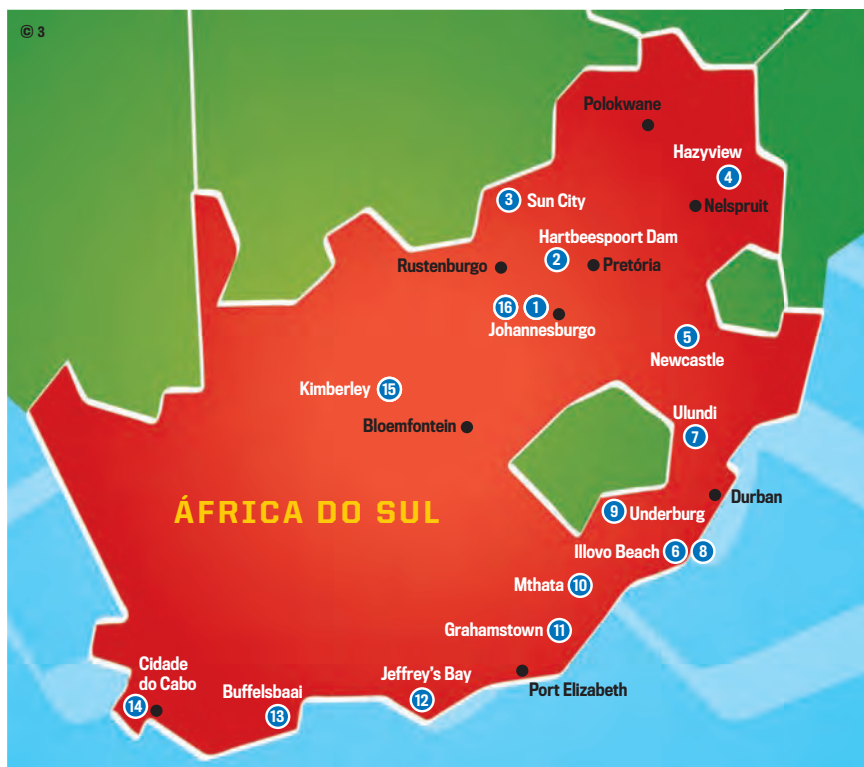 © 3
Polokwane
Hazyview
4
3 Sun City
Nelspruit
Hartbeespoort Dam
2
Rustenburgo
Pretória
16 1
Johannesburgo
5
Newcastle
Kimberley 15
Ulundi
7
Bloemfontein
Durban
ÁFRICA DO SUL
9 Underburg
Illovo Beach 6 8
Mthata 10
Grahamstown 11
Cidade
do Cabo
14
Buffelsbaai
13
Jeffrey's Bay
12
Port Elizabeth